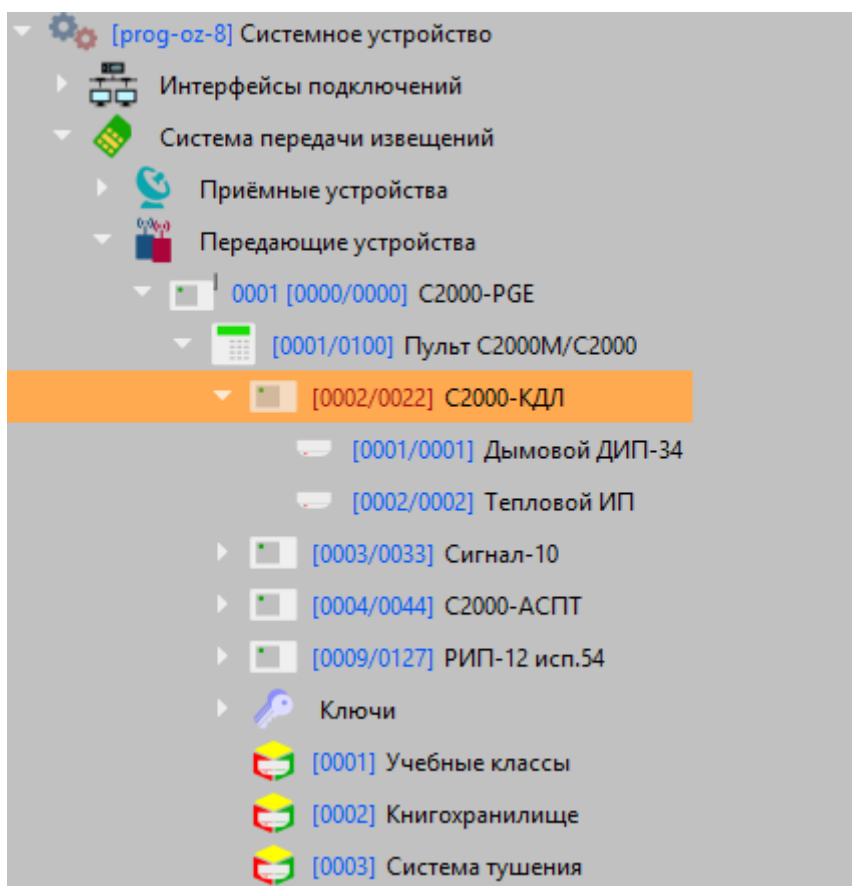 [prog-oz-8] Системное устройство
Интерфейсы подключений
Система передачи извещений
Приёмные устройства
Передающие устройства
0001 [0000/0000] С2000-PGE
[0001/0100] Пульт С2000М/С2000
[0002/0022] С2000-КДЛ
[0001/0001] Дымовой ДИП-34
[0002/0002] Тепловой ИП
[0003/0033] Сигнал-10
[0004/0044] С2000-АСПТ
[0009/0127] РИП-12 исп.54
Ключи
[0001] Учебные классы
[0002] Книгохранилище
[0003] Система тушения